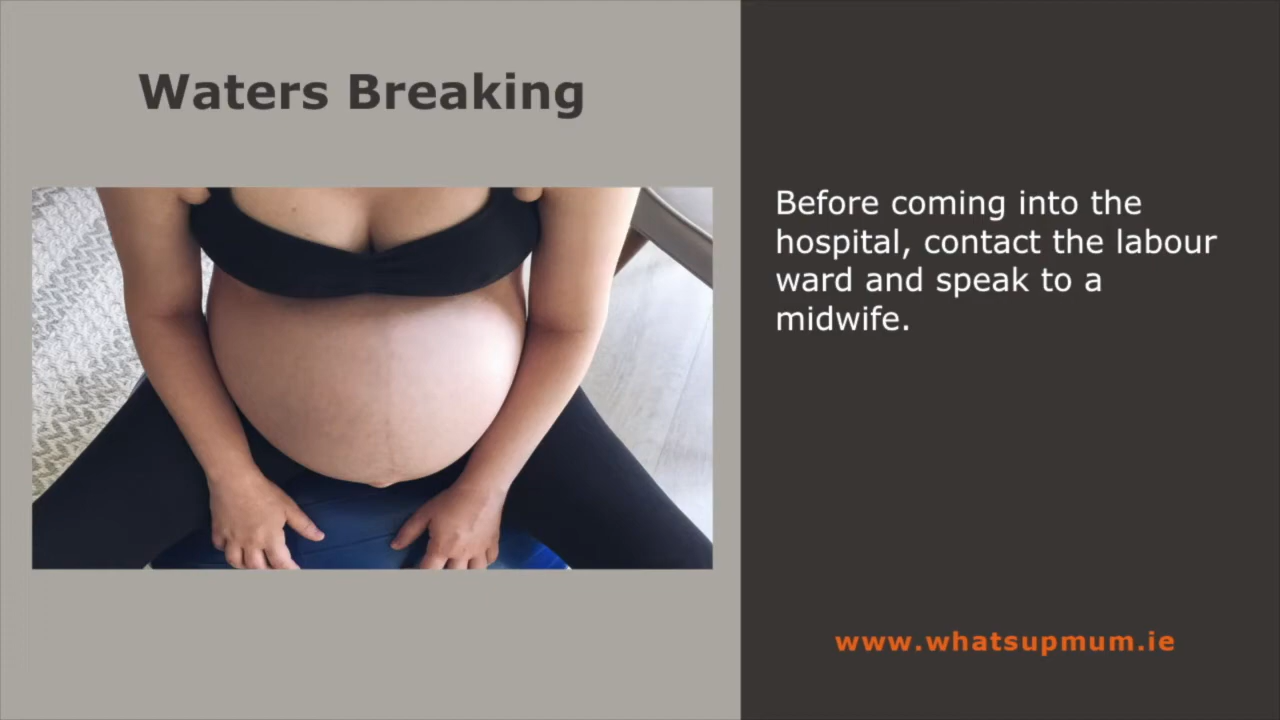 Waters Breaking
Before coming into the
hospital, contact the labour
ward and speak to a
midwife.
www.whatsupmum.ie